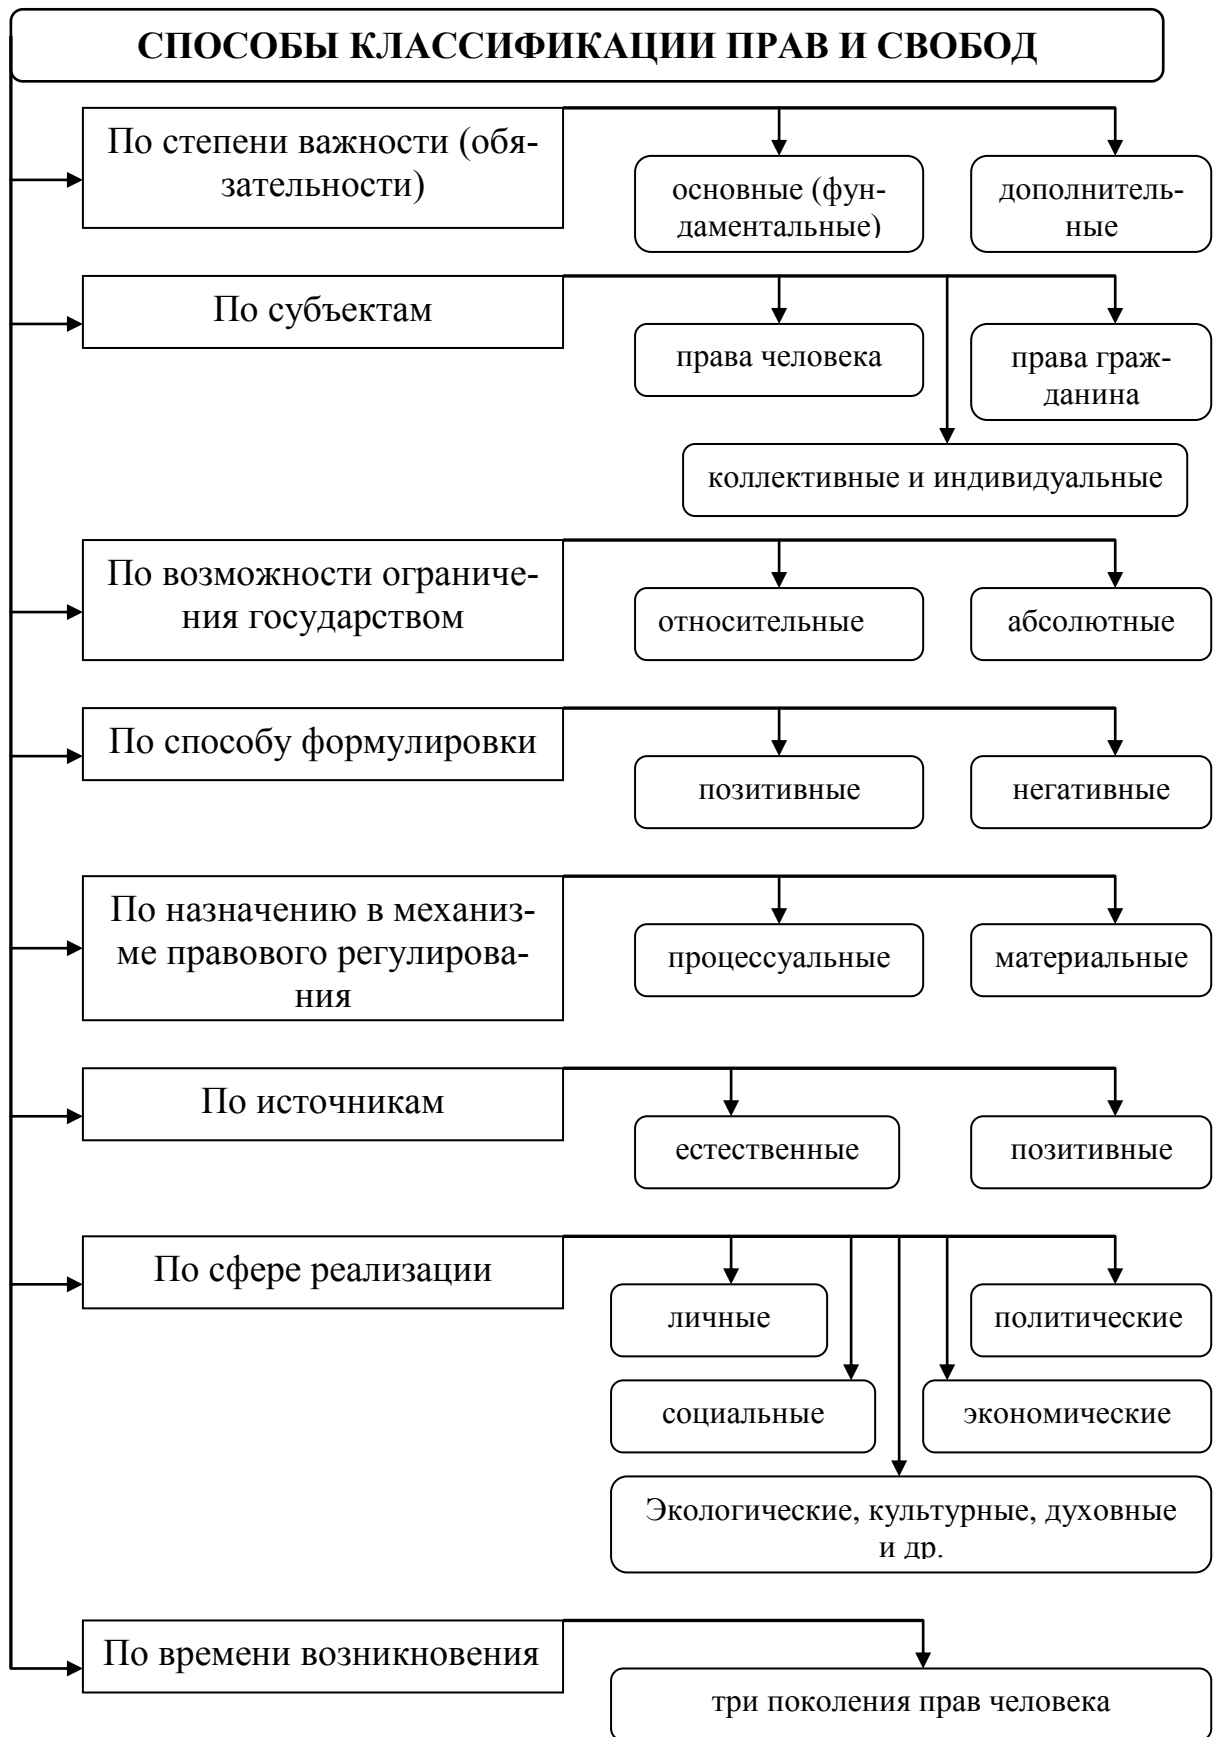 СПОСОБЫ КЛАССИФИКАЦИИ ПРАВ И СВОБОД
По степени важности (обя-
зательности)
основные (фун-
даментальные)
дополнитель-
ные
По субъектам
права человека
права граж-
данина
коллективные и индивидуальные
По возможности ограниче-
ния государством
относительные
абсолютные
По способу формулировки
позитивные
негативные
По назначению в механиз-
ме правового регулирова-
ния
процессуальные
материальные
По источникам
естественные
позитивные
По сфере реализации
личные
политические
социальные
экономические
Экологические, культурные, духовные
и др.
По времени возникновения
три поколения прав человека